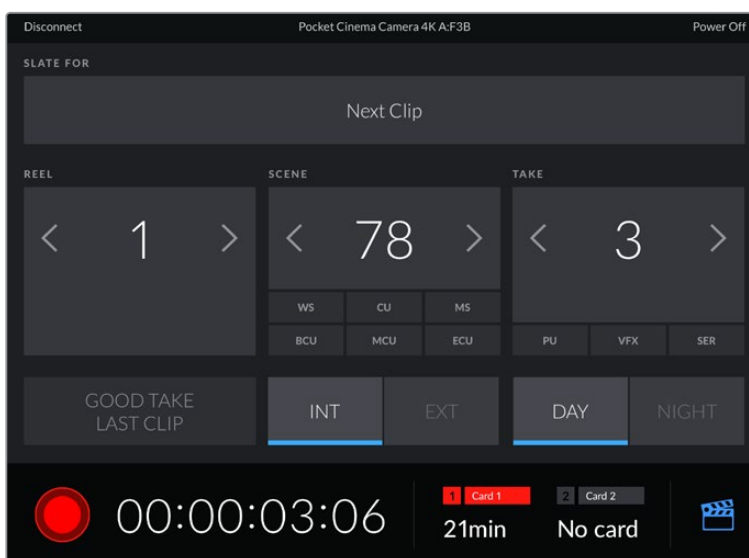 Disconnect Pocket Cinema Camera 4K A:F3B Power Off
SLATE FOR
Next Clip
REEL SCENE TAKE
1 78 3
WS CU MS
BCU MCU ECU PU VFX SER
GOOD TAKE
LAST CLIP
INT EXT DAY NIGHT
00:00:03:06
1 Card 1 2 Card 2
21min No card